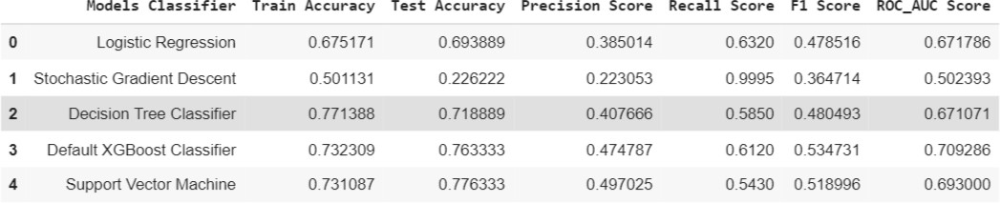 Models Classifier Train Accuracy Test Accuracy Precision Score Recall Score F1 Score ROC_AUC Score
0 Logistic Regression 0.675171 0.693889 0.385014 0.6320 0.478516 0.671786
1 Stochastic Gradient Descent 0.501131 0.226222 0.223053 0.9995 0.364714 0.502393
2 Decision Tree Classifier 0.771388 0.718889 0.407666 0.5850 0.480493 0.671071
3 Default XGBoost Classifier 0.732309 0.763333 0.474787 0.6120 0.534731 0.709286
4 Support Vector Machine 0.731087 0.776333 0.497025 0.5430 0.518996 0.693000